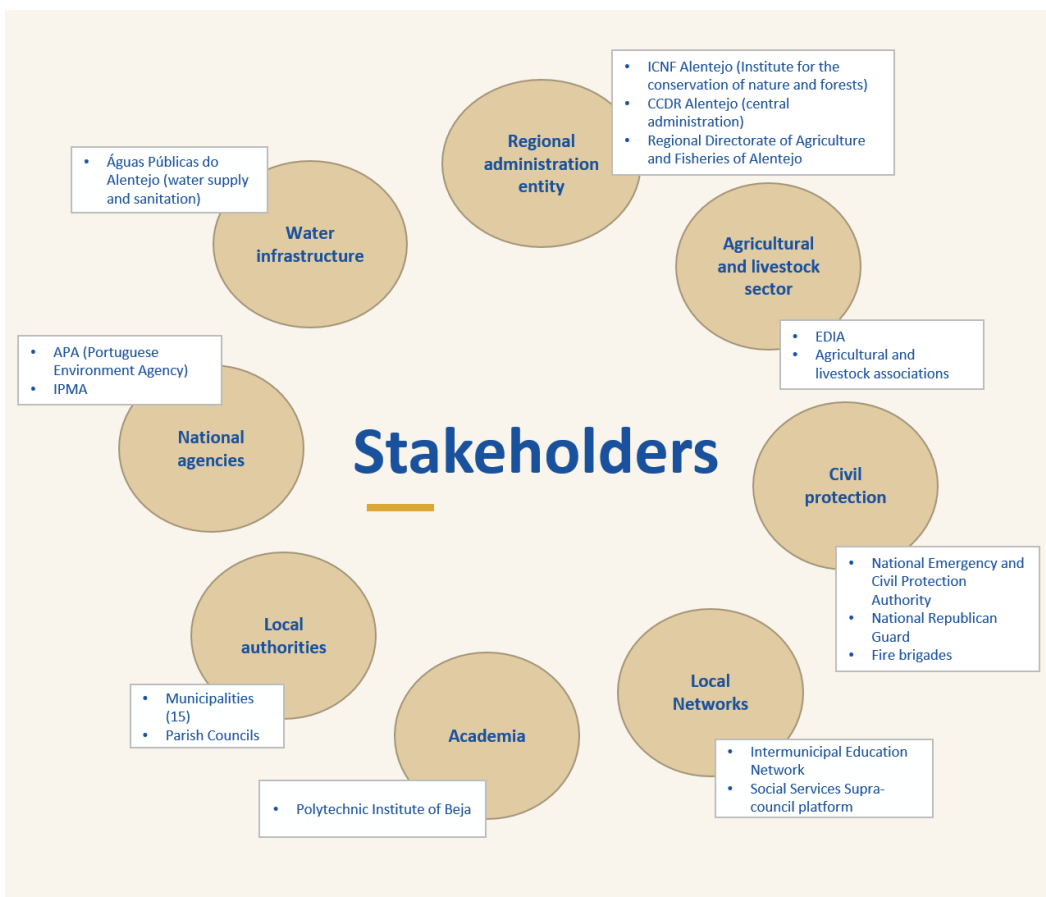 Regional
administration
entity
• ICNF Alentejo (Institute for the
conservation of nature and forests)
• CCDR Alentejo (central
administration)
• Regional Directorate of Agriculture
and Fisheries of Alentejo
• Águas Públicas do
Alentejo (water supply
and sanitation)
Water
infrastructure
Agricultural
and livestock
sector
• EDIA
• Agricultural and
livestock associations
• APA (Portuguese
Environment Agency)
• IPMA
National
agencies
Stakeholders
Civil
protection
• National Emergency and
Civil Protection
Authority
• National Republican
Guard
• Fire brigades
Local
authorities
• Municipalities
(15)
• Parish Councils
Academia
• Polytechnic Institute of Beja
Local
Networks
• Intermunicipal Education
Network
• Social Services Supra-
council platform